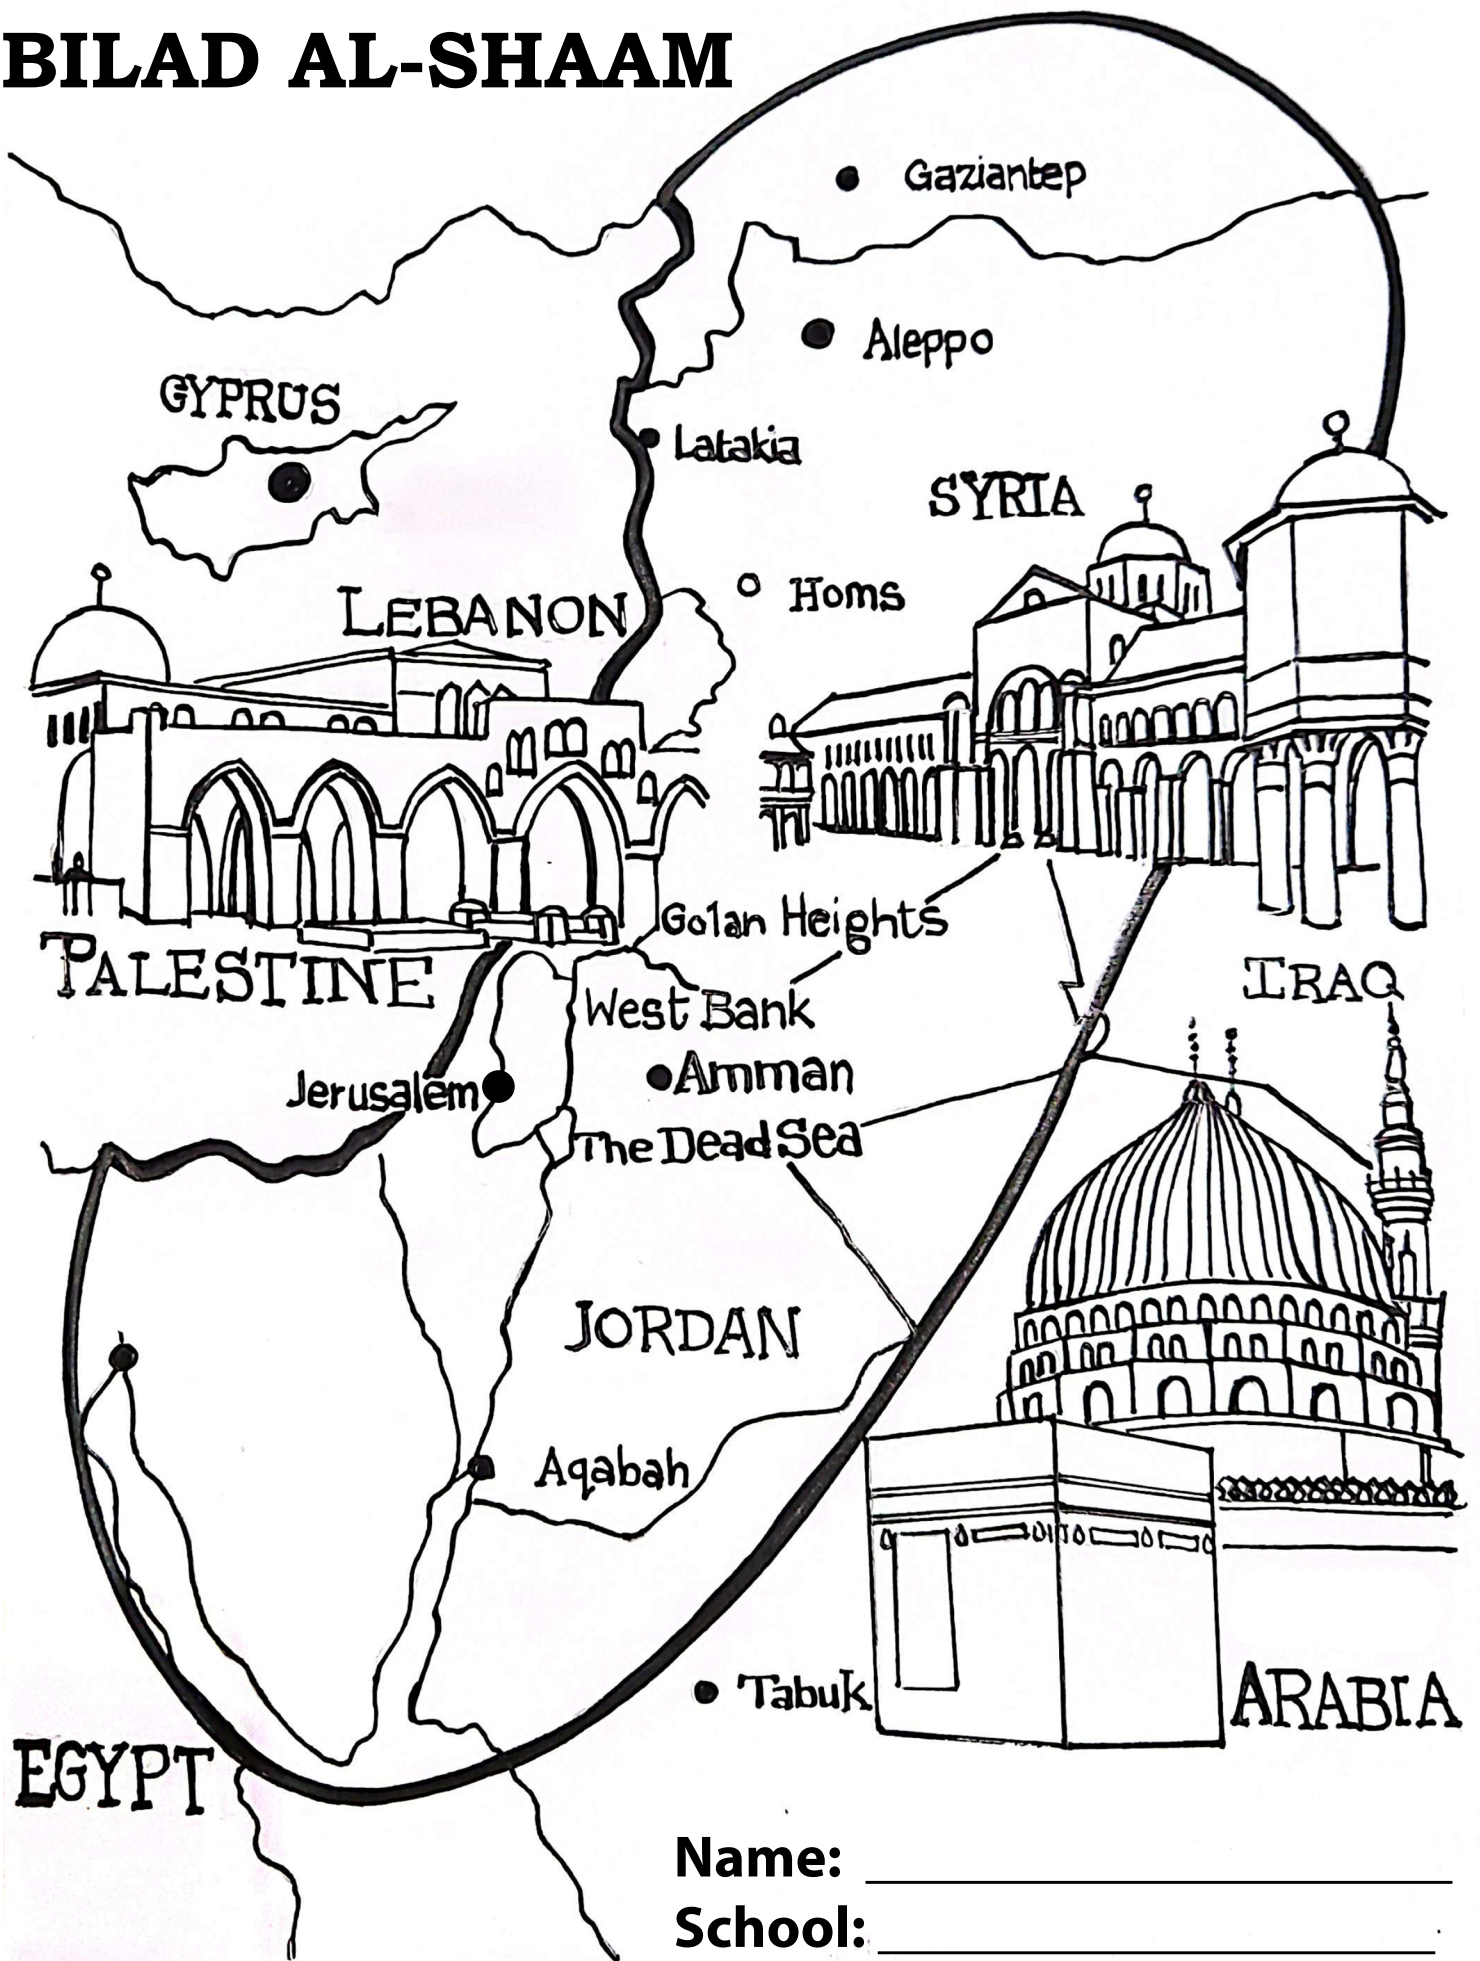 BILAD AL-SHAAM
Gaziantep
Aleppo
GYPRUS
Latakia
SYRIA
Homs
LEBANON
Golan Heights
PALESTINE
IRAQ
West Bank
Amman
Jerusalem
The Dead Sea
JORDAN
Aqabah
Tabuk
ARABIA
EGYPT
Name:
School: